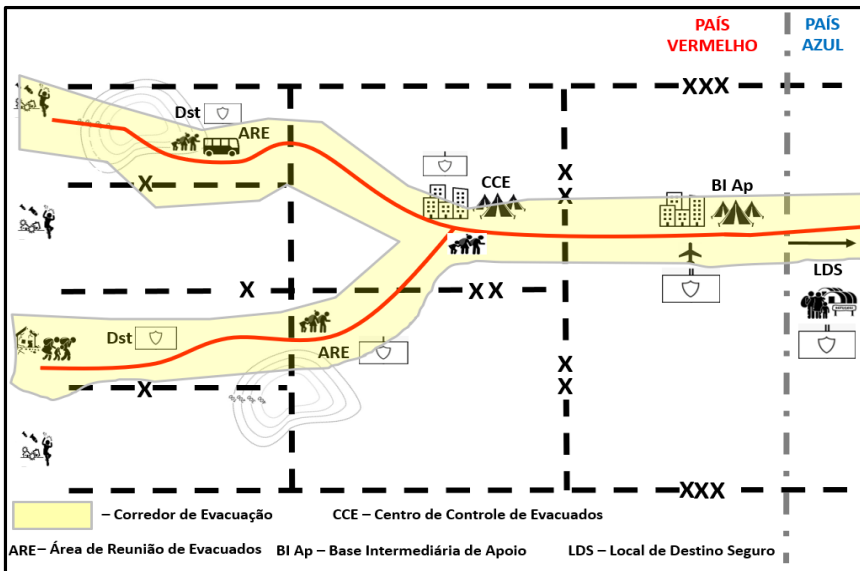 PAÍS
VERMELHO
PAÍS
AZUL
XXX
Dst
ARE
X
X
X
CCE
BI Ap
LDS
X
XX
Dst
ARE
X
X
X
XXX
– Corredor de Evacuação
CCE – Centro de Controle de Evacuados
ARE – Área de Reunião de Evacuados
BI Ap – Base Intermediária de Apoio
LDS – Local de Destino Seguro